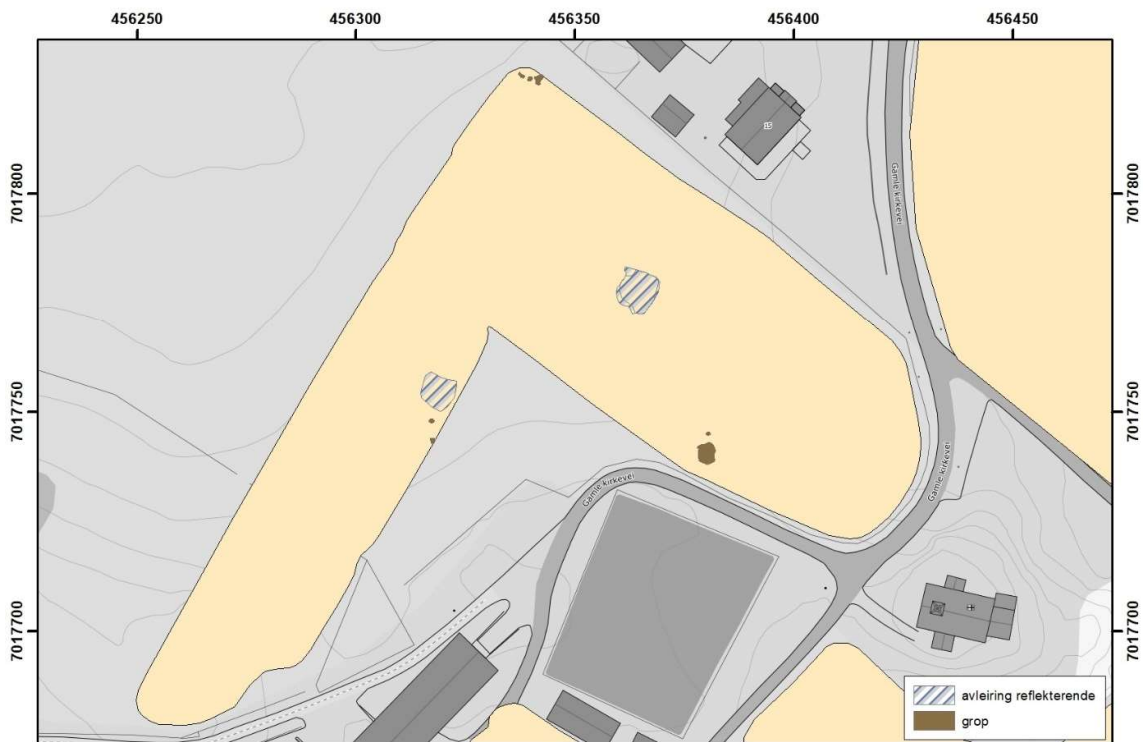 456250 456300 456350 456400 456450
7017800 7017800
15
Gamle kirkevei
7017750 7017750
Gamle kirkevei
Gamle kirkevei
7017700 7017700
avleiring reflekterende
grop